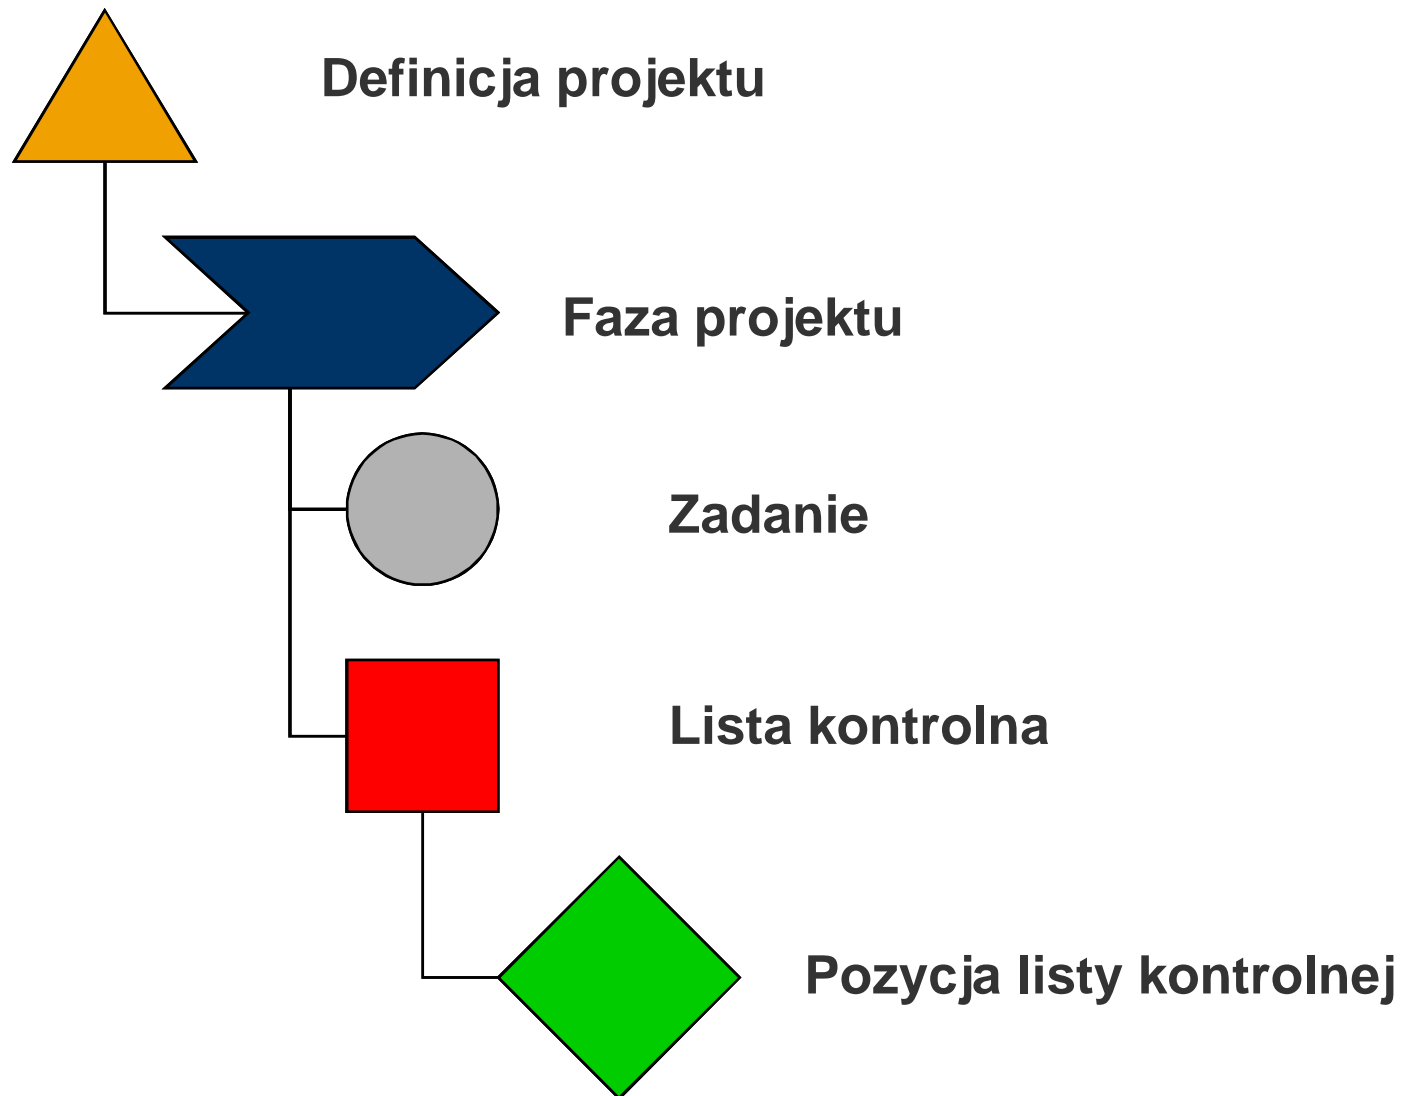 Definicja projektu
Faza projektu
Zadanie
Lista kontrolna
Pozycja listy kontrolnej